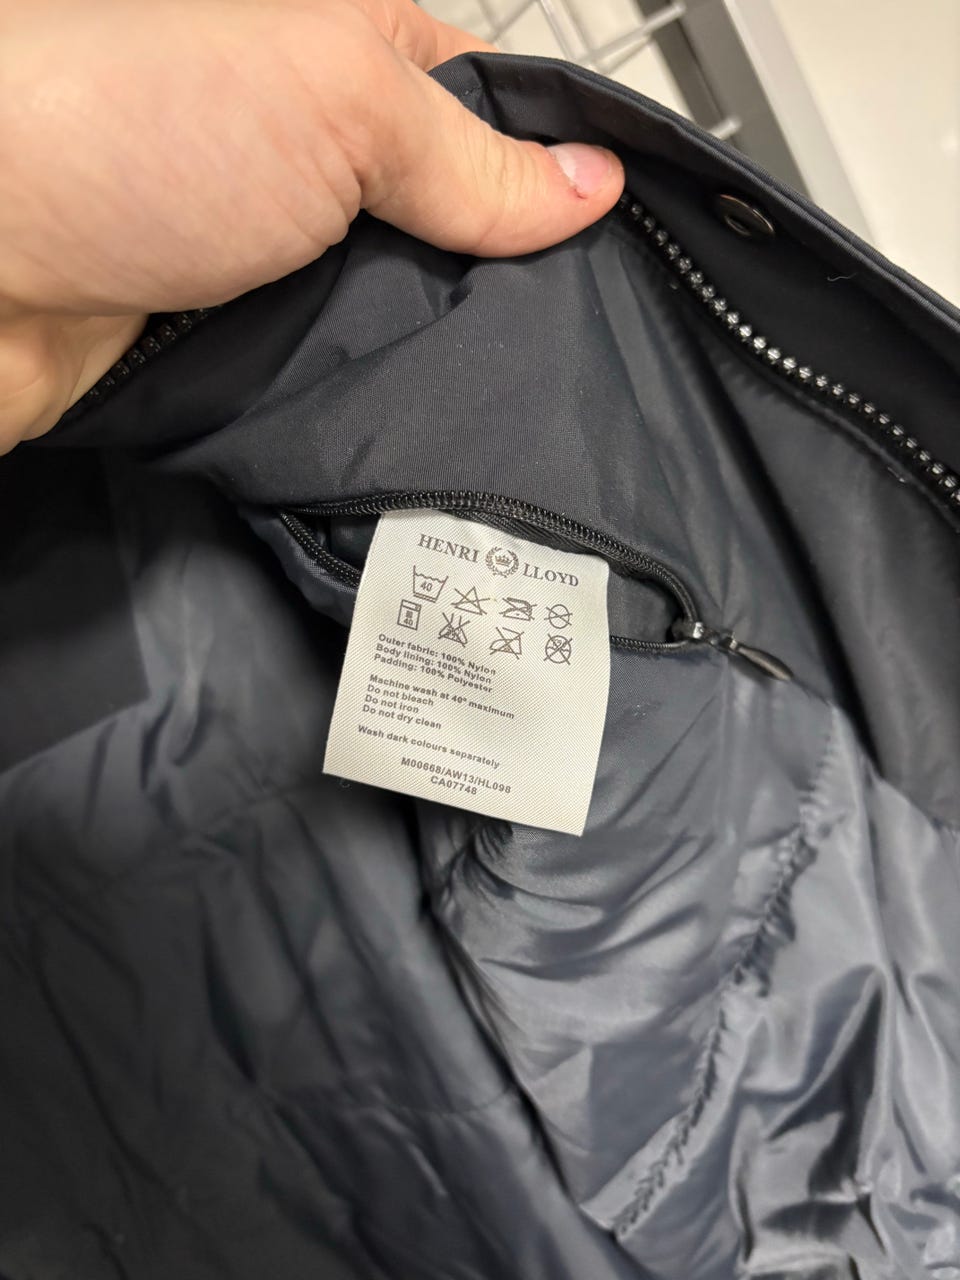 HENRI LLOYD
40
40
Outer fabric: 100% Nylon
Body lining: 100% Nylon
Padding: 100% Polyester
Machine wash at 40° maximum
Do not bleach
Do not iron
Do not dry clean
Wash dark colours separately
M00668/AW13/HL098
CA07748